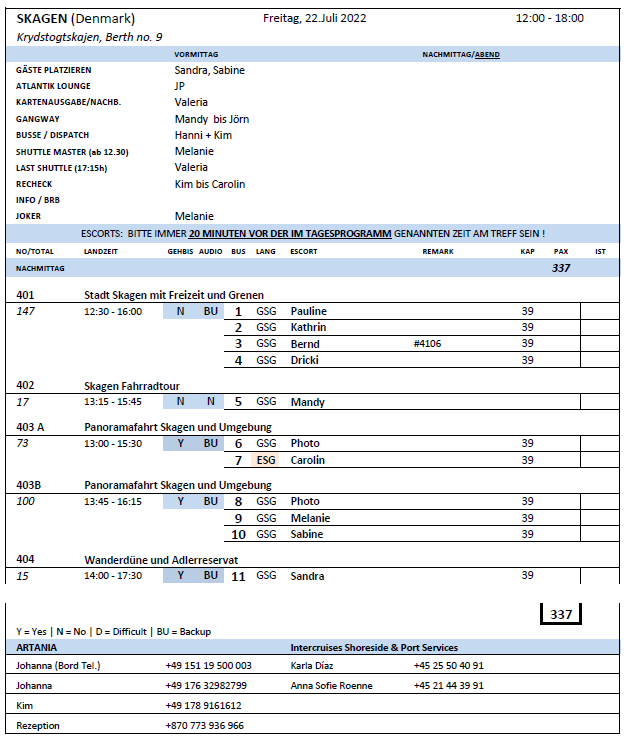 SKAGEN (Denmark) Freitag, 22.Juli 2022 12:00 - 18:00
Krydstogtskajen, Berth no. 9
VORMITTAG NACHMITTAG/ABEND
GÄSTE PLATZIEREN Sandra, Sabine
ATLANTIK LOUNGE JP
KARTENAUSGABE/NACHB. Valeria
GANGWAY Mandy bis Jörn
BUSSE / DISPATCH Hanni + Kim
SHUTTLE MASTER (ab 12.30) Melanie
LAST SHUTTLE (17:15h) Valeria
RECHECK Kim bis Carolin
INFO / BRB
JOKER Melanie
ESCORTS: BITTE IMMER 20 MINUTEN VOR DER IM TAGESPROGRAMM GENANNTEN ZEIT AM TREFF SEIN !
NO/TOTAL LANDZEIT GEHBIS AUDIO BUS LANG ESCORT REMARK KAP PAX IST
NACHMITTAG 337
401 Stadt Skagen mit Freizeit und Grenen
147 12:30 - 16:00 N BU 1 GSG Pauline 39
2 GSG Kathrin 39
3 GSG Bernd #4106 39
4 GSG Dricki 39
402 Skagen Fahrradtour
17 13:15 - 15:45 N N 5 GSG Mandy
403 A Panoramafahrt Skagen und Umgebung
73 13:00 - 15:30 Y BU 6 GSG Photo 39
7 ESG Carolin 39
403B Panoramafahrt Skagen und Umgebung
100 13:45 - 16:15 Y BU 8 GSG Photo 39
9 GSG Melanie 39
10 GSG Sabine 39
404 Wanderdüne und Adlerreservat
15 14:00 - 17:30 Y BU 11 GSG Sandra 39
337
Y = Yes | N = No | D = Difficult | BU = Backup
ARTANIA Intercruises Shoreside & Port Services
Johanna (Bord Tel.) +49 151 19 500 003 Karla Díaz +45 25 50 40 91
Johanna +49 176 32982799 Anna Sofie Roenne +45 21 44 39 91
Kim +49 178 9161612
Rezeption +870 773 936 966